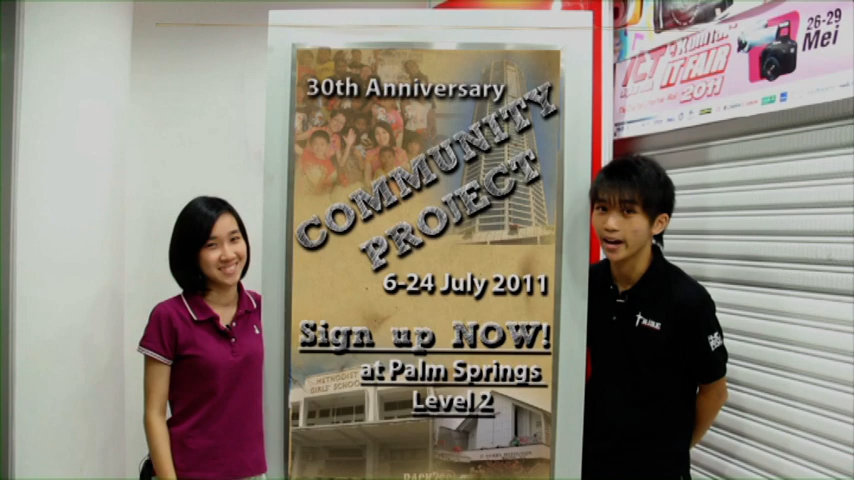 30th Anniversary
COMMUNITY
PROJECT
6-24 July 2011
Sign up NOW!
at Palm Springs
Level 2
METHODIST
GIRLS' SCHOOL
IT FAIR
2011
26-29
Mei